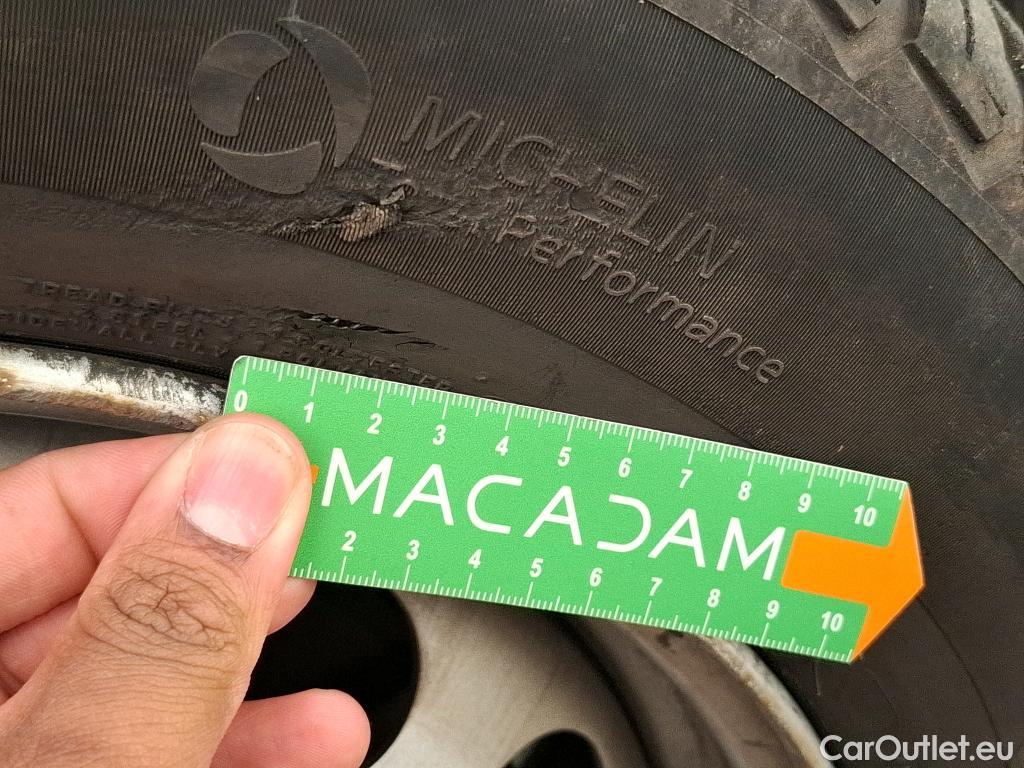 MICHELIN
Performance
0 1 2 3 4 5 6 7 8 9 10
MACADAM
2 3 4 5 6 7 8 9 10
CarOutlet.eu